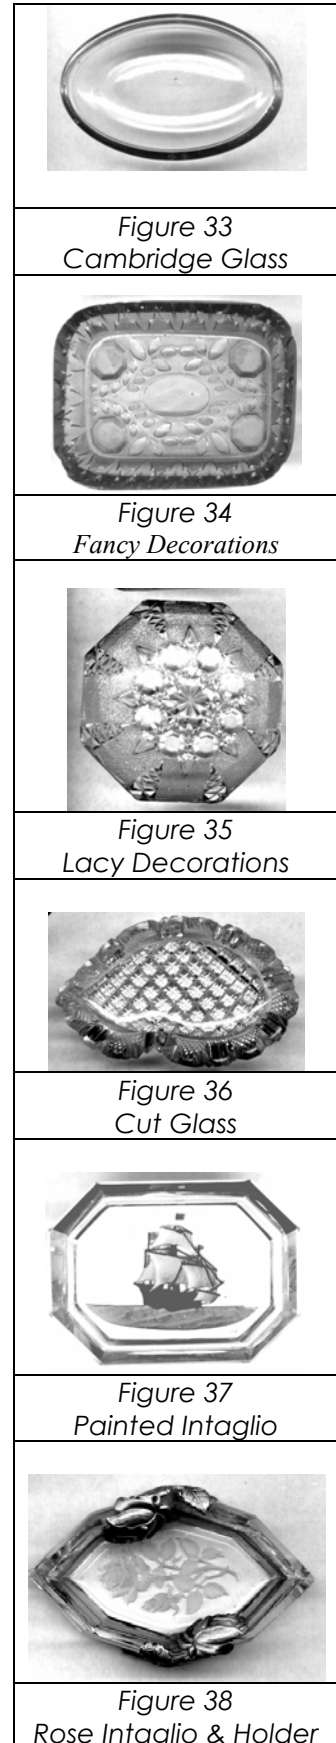 Figure 33
Cambridge Glass
Figure 34
Fancy Decorations
Figure 35
Lacy Decorations
Figure 36
Cut Glass
Figure 37
Painted Intaglio
Figure 38
Rose Intaglio & Holder